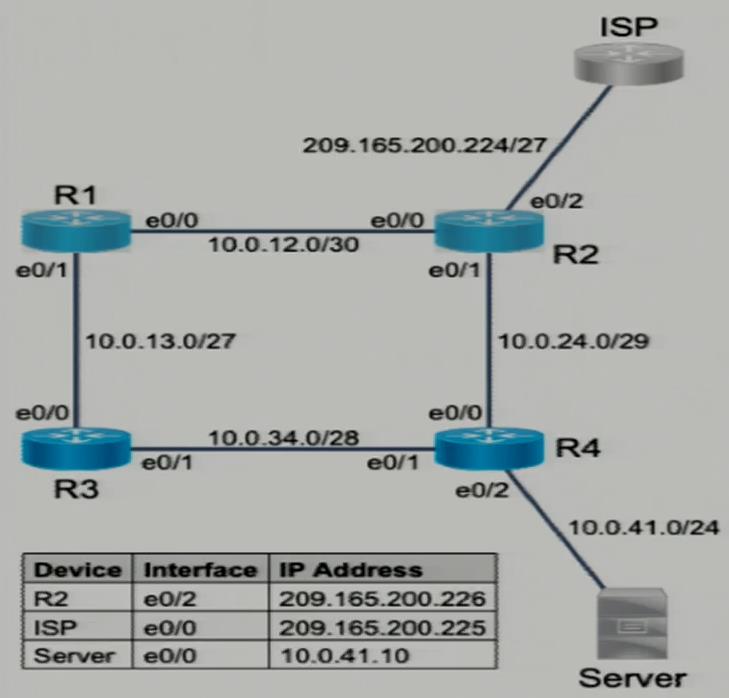 ISP
209.165.200.224/27
R1
e0/2
e0/0
e0/0
10.0.12.0/30
R2
e0/1
e0/1
10.0.13.0/27
10.0.24.0/29
e0/0
e0/0
10.0.34.0/28
R4
e0/1
e0/1
R3
e0/2
10.0.41.0/24
Device Interface IP Address
R2 e0/2 209.165.200.226
ISP e0/0 209.165.200.225
Server e0/0 10.0.41.10
Server